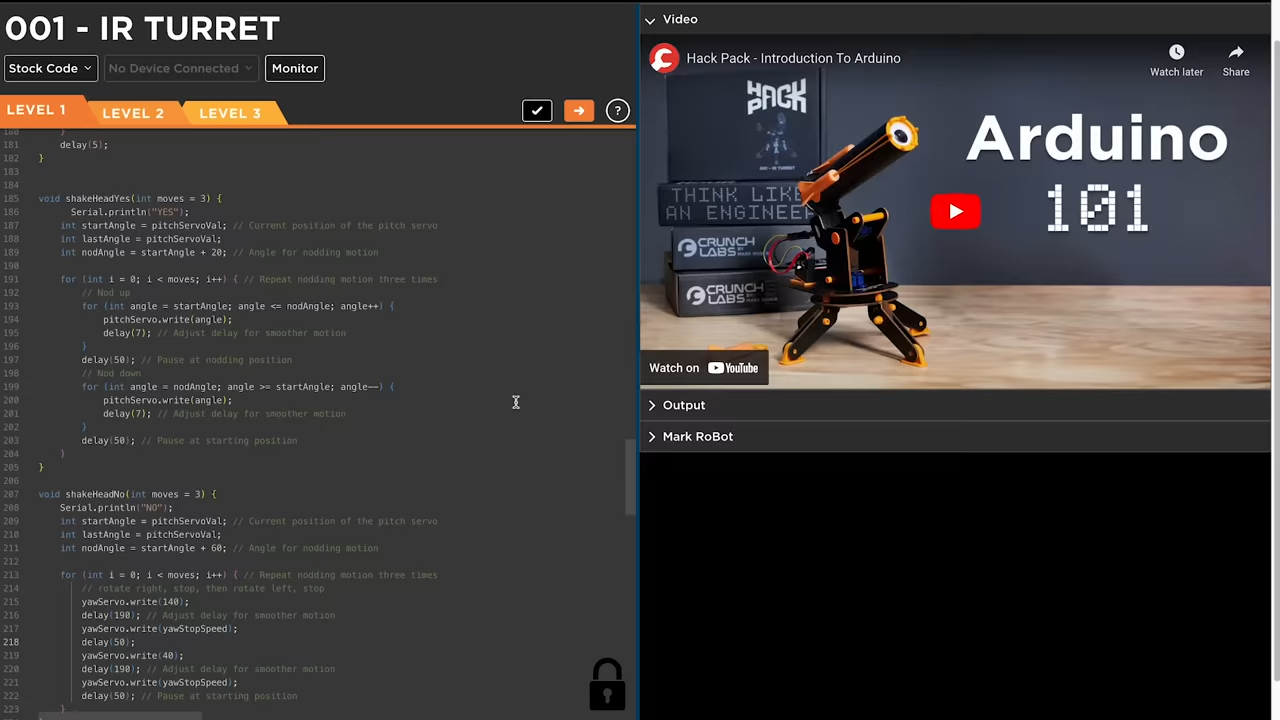 001 - IR TURRET
Stock Code
No Device Connected
Monitor
LEVEL 1
LEVEL 2
LEVEL 3
?
180 }
181 delay(5);
182 }
183
184
185 void shakeHeadYes(int moves = 3) {
186 Serial.println("YES");
187 int startAngle = pitchServoVal; // Current position of the pitch servo
188 int lastAngle = pitchServoVal;
189 int nodAngle = startAngle + 20; // Angle for nodding motion
190
191 for (int i = 0; i < moves; i++) { // Repeat nodding motion three times
192 // Nod up
193 for (int angle = startAngle; angle <= nodAngle; angle++) {
194 pitchServo.write(angle);
195 delay(7); // Adjust delay for smoother motion
196 }
197 delay(50); // Pause at nodding position
198 // Nod down
199 for (int angle = nodAngle; angle >= startAngle; angle--) {
200 pitchServo.write(angle);
201 delay(7); // Adjust delay for smoother motion
202 }
203 delay(50); // Pause at starting position
204 }
205 }
206
207 void shakeHeadNo(int moves = 3) {
208 Serial.println("NO");
209 int startAngle = pitchServoVal; // Current position of the pitch servo
210 int lastAngle = pitchServoVal;
211 int nodAngle = startAngle + 60; // Angle for nodding motion
212
213 for (int i = 0; i < moves; i++) { // Repeat nodding motion three times
214 // rotate right, stop, then rotate left, stop
215 yawServo.write(140);
216 delay(190); // Adjust delay for smoother motion
217 yawServo.write(yawStopSpeed);
218 delay(50);
219 yawServo.write(40);
220 delay(190); // Adjust delay for smoother motion
221 yawServo.write(yawStopSpeed);
222 delay(50); // Pause at starting position
223 }
Video
Hack Pack - Introduction To Arduino
Watch later
Share
HACK
PACK
Arduino
101
THINK LIKE
AN ENGINEER
CRUNCH
LABS
CRUNCH
LABS
Watch on YouTube
Output
Mark RoBot